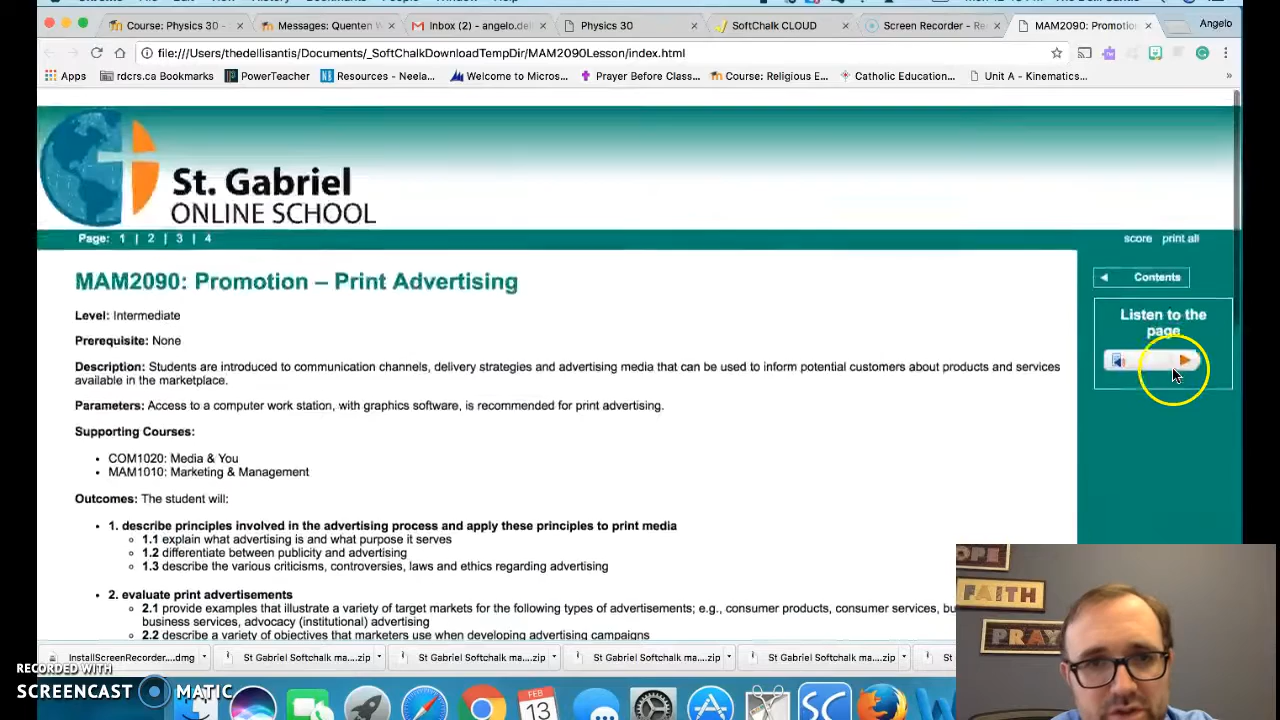 Course: Physics 30 -
Messages: Quenten W
Inbox (2) - angelo.del
Physics 30
SoftChalk CLOUD
Screen Recorder - Re
MAM2090: Promotion
Angelo
file:///Users/thedellisantis/Documents/_SoftChalkDownloadTempDir/MAM2090Lesson/index.html
Apps
rdcrs.ca Bookmarks
PowerTeacher
Resources - Neela...
Welcome to Micros...
Prayer Before Class...
Course: Religious E...
Catholic Education...
Unit A - Kinematics...
»
St. Gabriel
ONLINE SCHOOL
Page: 1 | 2 | 3 | 4
score print all
Contents
Listen to the
page
MAM2090: Promotion – Print Advertising
Level: Intermediate
Prerequisite: None
Description: Students are introduced to communication channels, delivery strategies and advertising media that can be used to inform potential customers about products and services
available in the marketplace.
Parameters: Access to a computer work station, with graphics software, is recommended for print advertising.
Supporting Courses:
• COM1020: Media & You
• MAM1010: Marketing & Management
Outcomes: The student will:
• 1. describe principles involved in the advertising process and apply these principles to print media
1.1 explain what advertising is and what purpose it serves
1.2 differentiate between publicity and advertising
1.3 describe the various criticisms, controversies, laws and ethics regarding advertising
• 2. evaluate print advertisements
2.1 provide examples that illustrate a variety of target markets for the following types of advertisements; e.g., consumer products, consumer services, bu
business services, advocacy (institutional) advertising
2.2 describe a variety of objectives that marketers use when developing advertising campaigns
InstallScreenRecorder....dmg
St Gabriel Softchalk ma....zip
St Gabriel Softchalk ma....zip
St Gabriel Softchalk ma....zip
St Gabriel Softchalk ma....zip
St
RECORDED WITH
SCREENCAST MATIC
FEB
13
SC
OPE
FAITH
PRAY